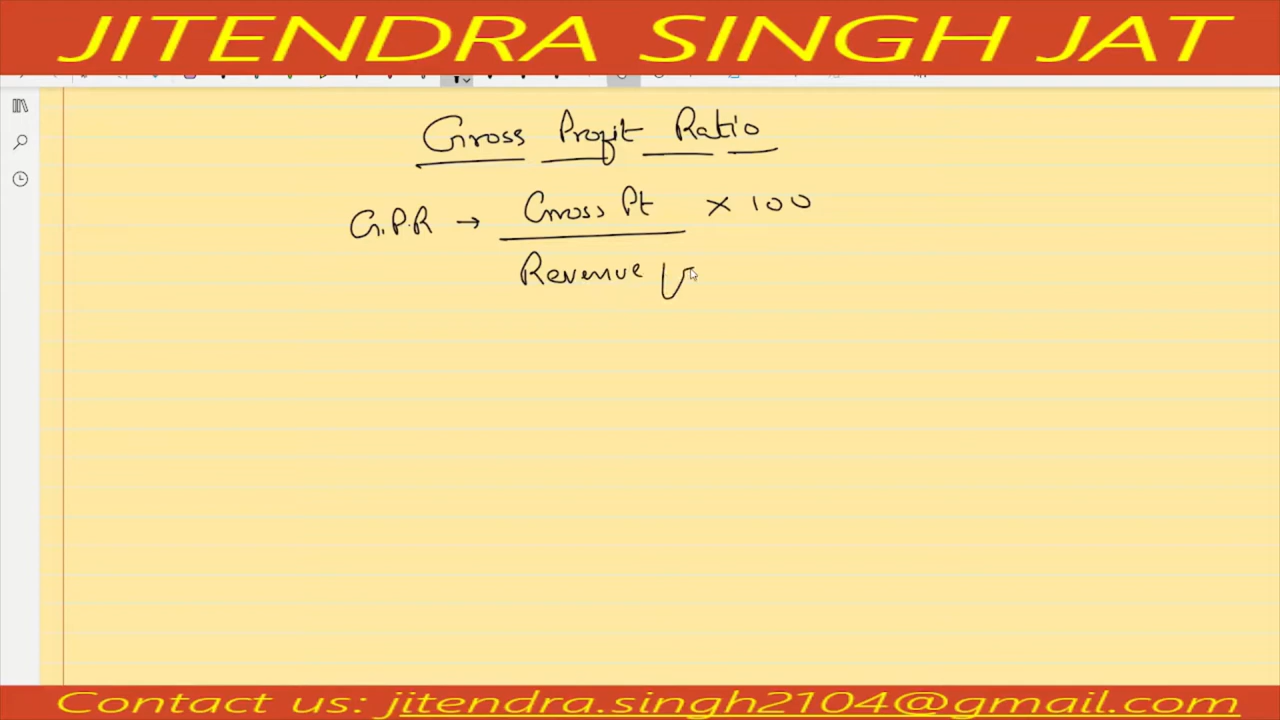 JITENDRA SINGH JAT
Gross Profit Ratio
G.P.R → Gross Pt × 100
Revenue
Contact us: jitendra.singh2104@gmail.com